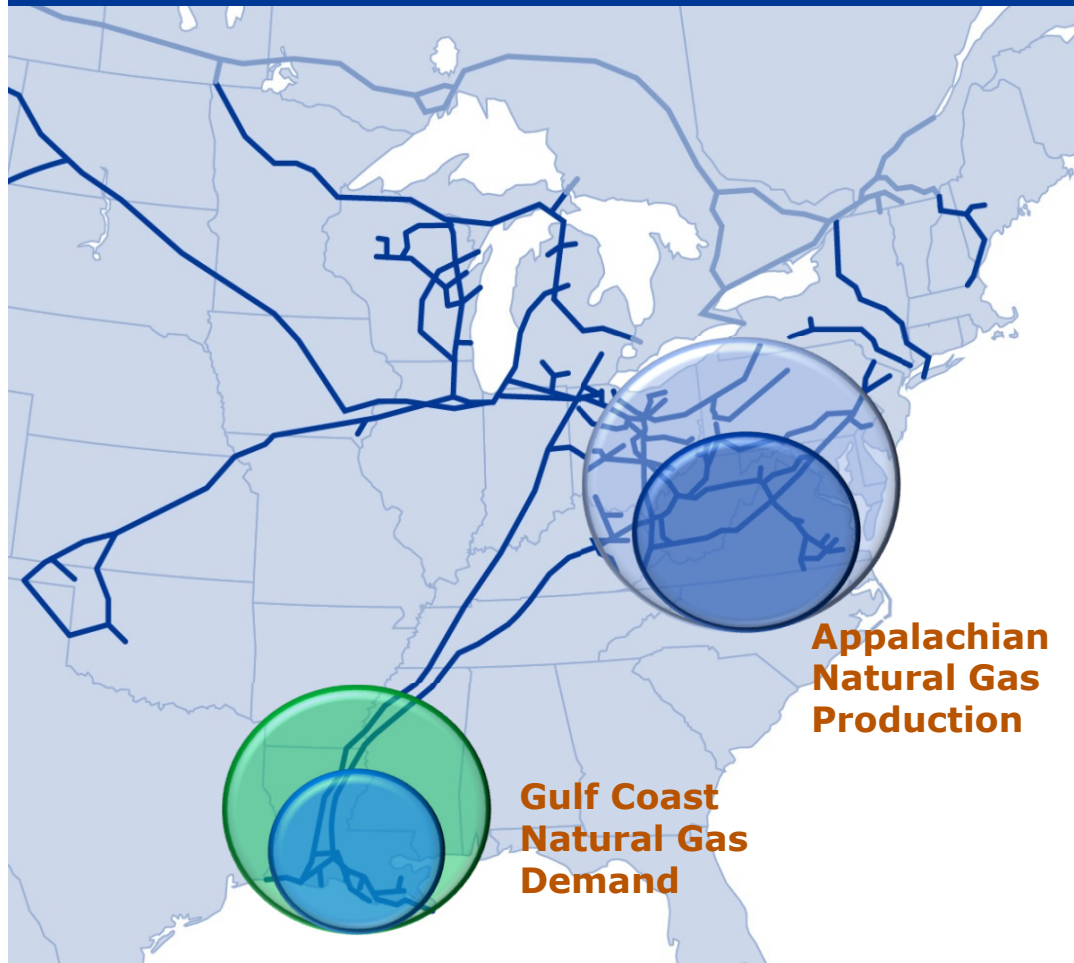 Appalachian
Natural Gas
Production
Gulf Coast
Natural Gas
Demand